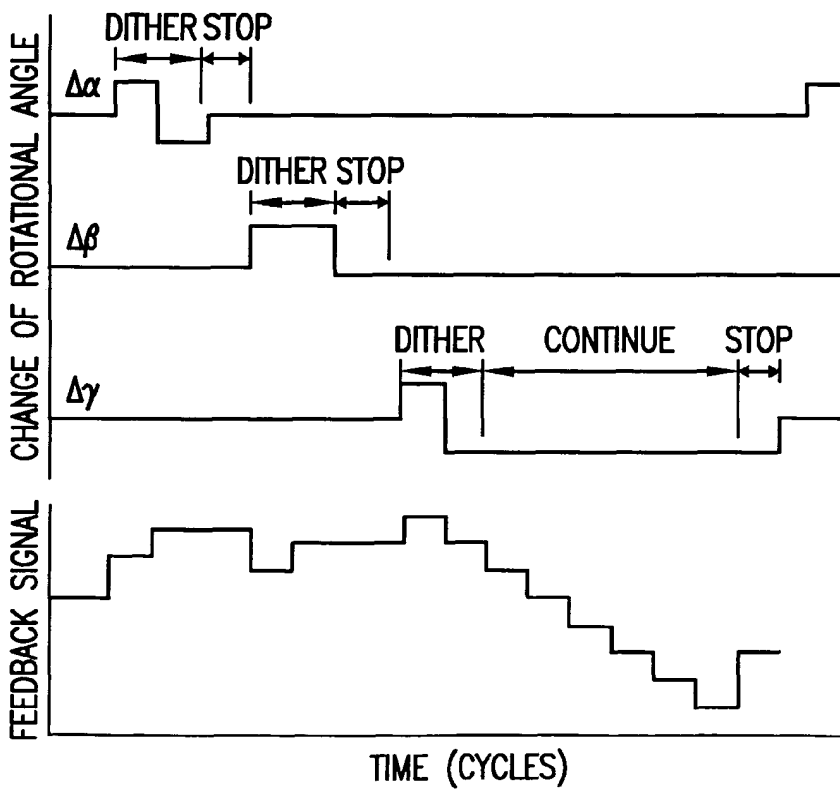 DITHER STOP
Δα
DITHER STOP
Δβ
DITHER CONTINUE STOP
Δγ
CHANGE OF ROTATIONAL ANGLE
FEEDBACK SIGNAL
TIME (CYCLES)